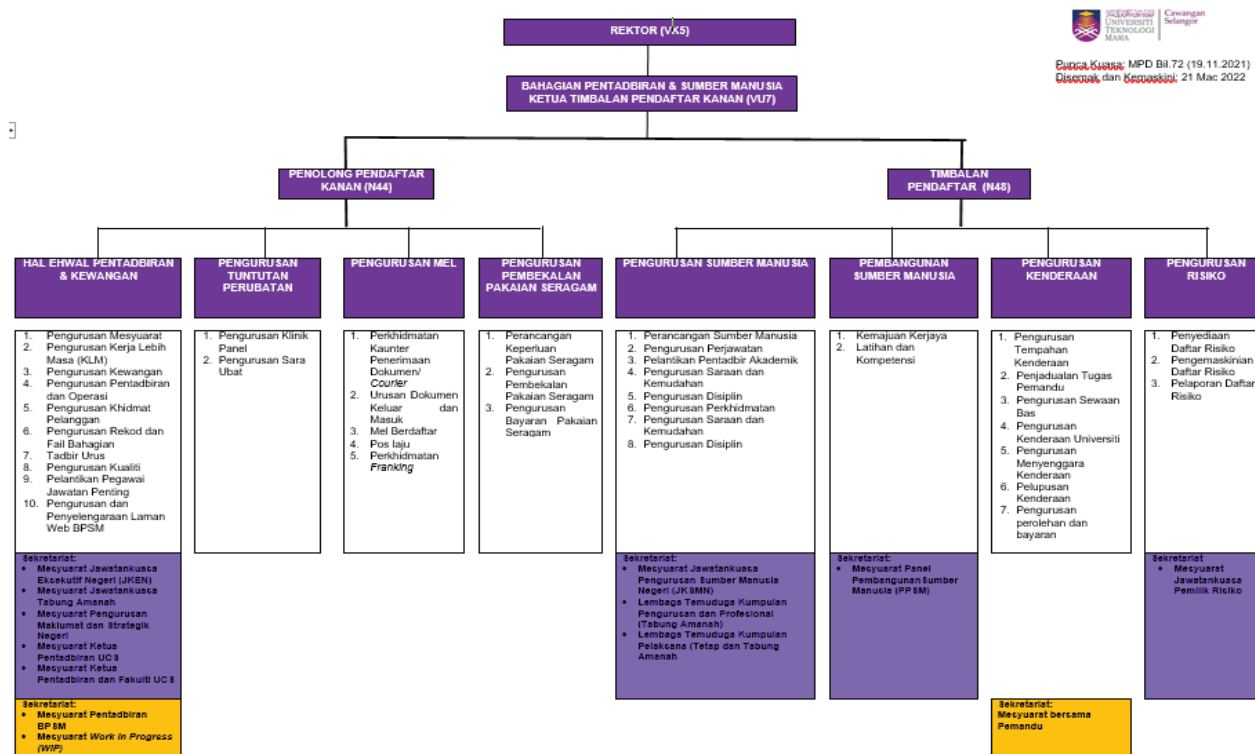 REKTOR (VK5)
UNIVERSITI
TEKNOLOGI
MARA
Cawangan
Selangor
Punca Kuasa: MPD Bil.72 (19.11.2021)
Disemak dan Kemaskini: 21 Mac 2022
BAHAGIAN PENTADBIRAN & SUMBER MANUSIA
KETUA TIMBALAN PENDAFTAR KANAN (VU7)
PENOLONG PENDAFTAR
KANAN (N44)
TIMBALAN
PENDAFTAR (N48)
HAL EHWAL PENTADBIRAN
& KEWANGAN
1. Pengurusan Mesyuarat
2. Pengurusan Kerja Lebih
Masa (KLM)
3. Pengurusan Kewangan
4. Pengurusan Pentadbiran
dan Operasi
5. Pengurusan Khidmat
Pelanggan
6. Pengurusan Rekod dan
Fail Bahagian
7. Tadbir Urus
8. Pengurusan Kualiti
9. Pelantikan Pegawai
Jawatan Penting
10. Pengurusan dan
Penyelengaraan Laman
Web BPSM
Sekretariat:
• Mesyuarat Jawatankuasa
Eksekutif Negeri (JKEN)
• Mesyuarat Jawatankuasa
Tabung Amanah
• Mesyuarat Pengurusan
Maklumat dan Strategik
Negeri
• Mesyuarat Ketua
Pentadbiran UCS
• Mesyuarat Ketua
Pentadbiran dan Fakulti UCS
Sekretariat:
• Mesyuarat Pentadbiran
BPSM
• Mesyuarat Work In Progress
(WIP)
PENGURUSAN
TUNTUTAN
PERUBATAN
1. Pengurusan Klinik
Panel
2. Pengurusan Sara
Ubat
PENGURUSAN MEL
1. Perkhidmatan
Kaunter
Penerimaan
Dokumen/
Courier
2. Urusan Dokumen
Keluar dan
Masuk
3. Mel Berdaftar
4. Pos laju
5. Perkhidmatan
Franking
PENGURUSAN
PEMBEKALAN
PAKAIAN SERAGAM
1. Perancangan
Keperluan
Pakaian Seragam
2. Pengurusan
Pembekalan
Pakaian Seragam
3. Pengurusan
Bayaran Pakaian
Seragam
PENGURUSAN SUMBER MANUSIA
1. Perancangan Sumber Manusia
2. Pengurusan Perjawatan
3. Pelantikan Pentadbir Akademik
4. Pengurusan Saraan dan
Kemudahan
5. Pengurusan Disiplin
6. Pengurusan Perkhidmatan
7. Pengurusan Saraan dan
Kemudahan
8. Pengurusan Disiplin
Sekretariat:
• Mesyuarat Jawatankuasa
Pengurusan Sumber Manusia
Negeri (JKSMN)
• Lembaga Temuduga Kumpulan
Pengurusan dan Profesional
(Tabung Amanah)
• Lembaga Temuduga Kumpulan
Pelaksana (Tetap dan Tabung
Amanah
PEMBANGUNAN
SUMBER MANUSIA
1. Kemajuan Kerjaya
2. Latihan dan
Kompetensi
Sekretariat:
• Mesyuarat Panel
Pembangunan Sumber
Manusia (PPSM)
PENGURUSAN
KENDERAAN
1. Pengurusan
Tempahan
Kenderaan
2. Penjadualan Tugas
Pemandu
3. Pengurusan Sewaan
Bas
4. Pengurusan
Kenderaan Universiti
5. Pengurusan
Menyenggara
Kenderaan
6. Pelupusan
Kenderaan
7. Pengurusan
perolehan dan
bayaran
Sekretariat:
Mesyuarat bersama
Pemandu
PENGURUSAN
RISIKO
1. Penyediaan
Daftar Risiko
2. Pengemaskinian
Daftar Risiko
3. Pelaporan Daftar
Risiko
Sekretariat
• Mesyuarat
Jawatankuasa
Pemilik Risiko